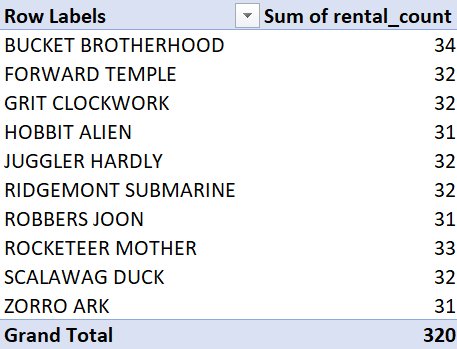 Row Labels Sum of rental_count
BUCKET BROTHERHOOD 34
FORWARD TEMPLE 32
GRIT CLOCKWORK 32
HOBBIT ALIEN 31
JUGGLER HARDLY 32
RIDGEMONT SUBMARINE 32
ROBBERS JOON 31
ROCKETEER MOTHER 33
SCALAWAG DUCK 32
ZORRO ARK 31
Grand Total 320